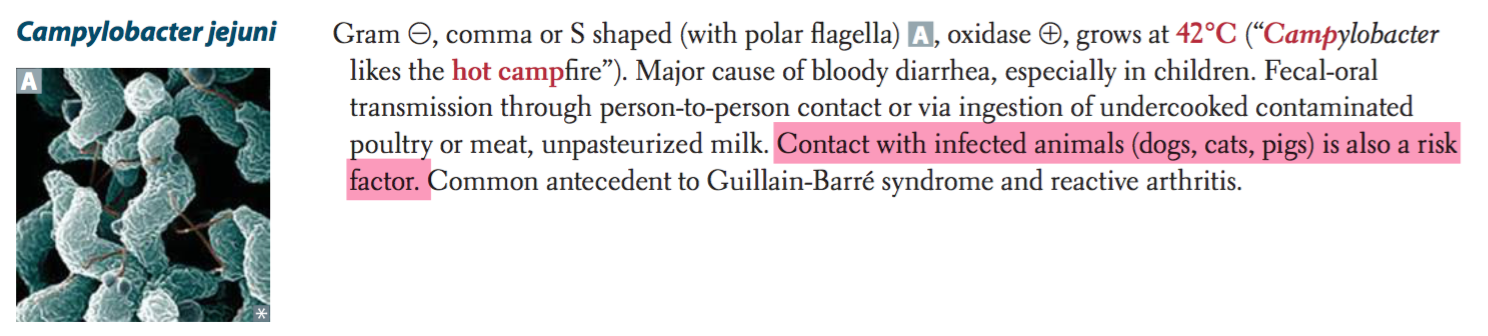 Campylobacter jejuni
A
*
Gram ⊖, comma or S shaped (with polar flagella) A, oxidase ⊕, grows at 42°C (“Campylobacter
likes the hot campfire”). Major cause of bloody diarrhea, especially in children. Fecal-oral
transmission through person-to-person contact or via ingestion of undercooked contaminated
poultry or meat, unpasteurized milk. Contact with infected animals (dogs, cats, pigs) is also a risk
factor. Common antecedent to Guillain-Barré syndrome and reactive arthritis.